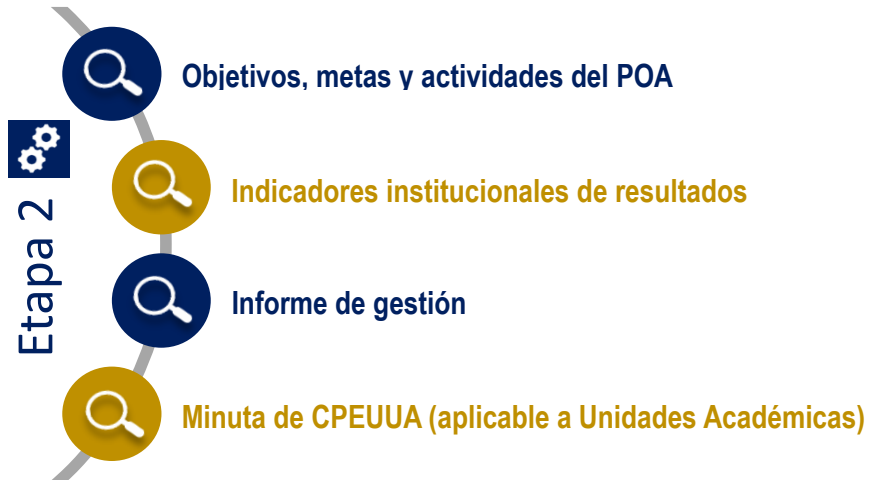 Etapa 2
Objetivos, metas y actividades del POA
Indicadores institucionales de resultados
Informe de gestión
Minuta de CPEUUA (aplicable a Unidades Académicas)